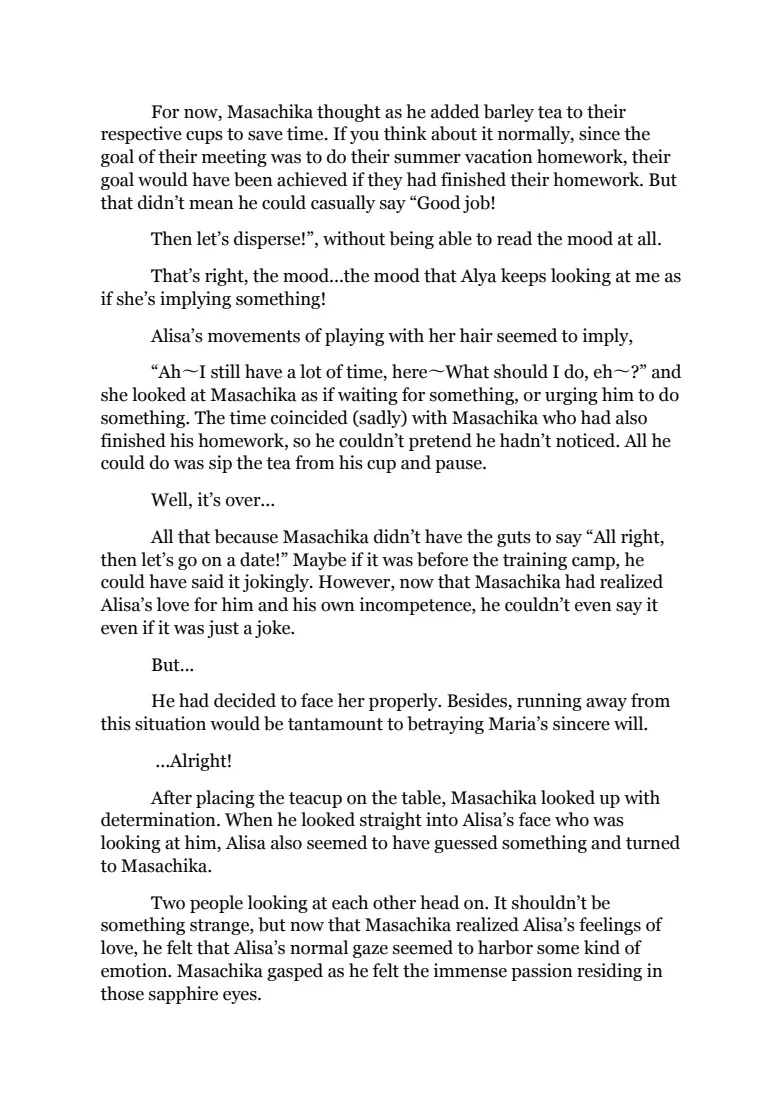 For now, Masachika thought as he added barley tea to their
respective cups to save time. If you think about it normally, since the
goal of their meeting was to do their summer vacation homework, their
goal would have been achieved if they had finished their homework. But
that didn’t mean he could casually say “Good job!
Then let’s disperse!”, without being able to read the mood at all.
That’s right, the mood...the mood that Alya keeps looking at me as
if she’s implying something!
Alisa’s movements of playing with her hair seemed to imply,
“Ah～I still have a lot of time, here～What should I do, eh～?” and
she looked at Masachika as if waiting for something, or urging him to do
something. The time coincided (sadly) with Masachika who had also
finished his homework, so he couldn’t pretend he hadn’t noticed. All he
could do was sip the tea from his cup and pause.
Well, it’s over...
All that because Masachika didn’t have the guts to say “All right,
then let’s go on a date!” Maybe if it was before the training camp, he
could have said it jokingly. However, now that Masachika had realized
Alisa’s love for him and his own incompetence, he couldn’t even say it
even if it was just a joke.
But...
He had decided to face her properly. Besides, running away from
this situation would be tantamount to betraying Maria’s sincere will.
...Alright!
After placing the teacup on the table, Masachika looked up with
determination. When he looked straight into Alisa’s face who was
looking at him, Alisa also seemed to have guessed something and turned
to Masachika.
Two people looking at each other head on. It shouldn’t be
something strange, but now that Masachika realized Alisa’s feelings of
love, he felt that Alisa’s normal gaze seemed to harbor some kind of
emotion. Masachika gasped as he felt the immense passion residing in
those sapphire eyes.